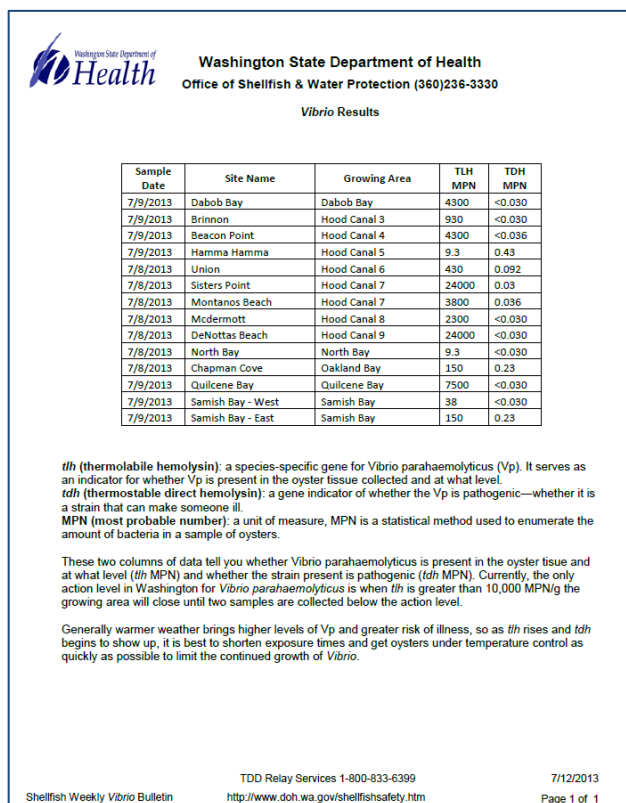 Washington State Department of
Health
Washington State Department of Health
Office of Shellfish & Water Protection (360)236-3330
Vibrio Results
Sample Date Site Name Growing Area TLH MPN TDH MPN
7/9/2013 Dabob Bay Dabob Bay 4300 <0.030
7/9/2013 Brinnon Hood Canal 3 930 <0.030
7/9/2013 Beacon Point Hood Canal 4 4300 <0.036
7/9/2013 Hamma Hamma Hood Canal 5 9.3 0.43
7/8/2013 Union Hood Canal 6 430 0.092
7/8/2013 Sisters Point Hood Canal 7 24000 0.03
7/8/2013 Montanos Beach Hood Canal 7 3800 0.036
7/8/2013 Mcdermott Hood Canal 8 2300 <0.030
7/8/2013 DeNottas Beach Hood Canal 9 24000 <0.030
7/8/2013 North Bay North Bay 9.3 <0.030
7/8/2013 Chapman Cove Oakland Bay 150 0.23
7/9/2013 Quilcene Bay Quilcene Bay 7500 <0.030
7/9/2013 Samish Bay - West Samish Bay 38 <0.030
7/9/2013 Samish Bay - East Samish Bay 150 0.23
tlh (thermolabile hemolysin): a species-specific gene for Vibrio parahaemolyticus (Vp). It serves as
an indicator for whether Vp is present in the oyster tissue collected and at what level.
tdh (thermostable direct hemolysin): a gene indicator of whether the Vp is pathogenic—whether it is
a strain that can make someone ill.
MPN (most probable number): a unit of measure, MPN is a statistical method used to enumerate the
amount of bacteria in a sample of oysters.
These two columns of data tell you whether Vibrio parahaemolyticus is present in the oyster tisue and
at what level (tlh MPN) and whether the strain present is pathogenic (tdh MPN). Currently, the only
action level in Washington for Vibrio parahaemolyticus is when tlh is greater than 10,000 MPN/g the
growing area will close until two samples are collected below the action level.
Generally warmer weather brings higher levels of Vp and greater risk of illness, so as tlh rises and tdh
begins to show up, it is best to shorten exposure times and get oysters under temperature control as
quickly as possible to limit the continued growth of Vibrio.
TDD Relay Services 1-800-833-6399 7/12/2013
Shellfish Weekly Vibrio Bulletin http://www.doh.wa.gov/shellfishsafety.htm Page 1 of 1